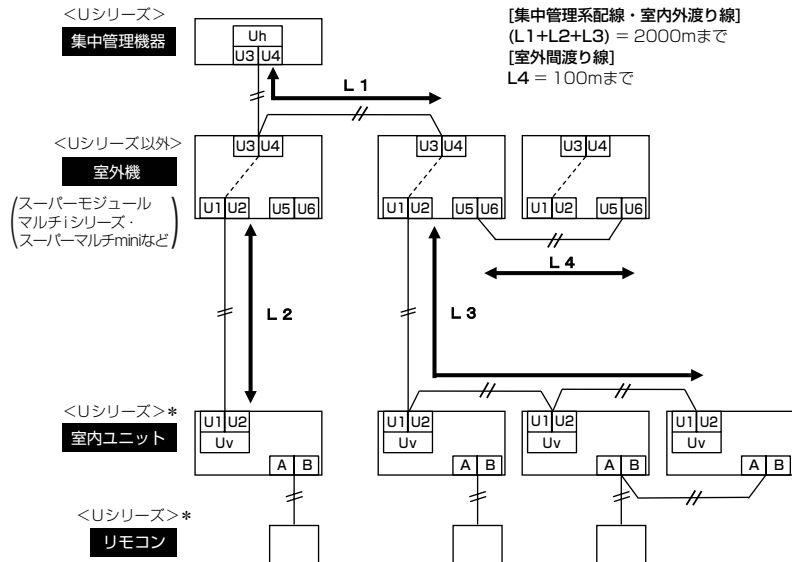 <Uシリーズ>
集中管理機器
Uh
U3 U4
[集中管理系配線・室内外渡り線]
(L1+L2+L3) = 2000mまで
[室外間渡り線]
L4 = 100mまで
L 1
<Uシリーズ以外>
室外機
(スーパーモジュール
マルチiシリーズ・
スーパーマルチminiなど)
U3 U4
U1 U2
U5 U6
U3 U4
U1 U2
U5 U6
U3 U4
U1 U2
U5 U6
L 2
L 3
L 4
<Uシリーズ>*
室内ユニット
U1 U2
Uv
A B
U1 U2
Uv
A B
U1 U2
Uv
A B
U1 U2
Uv
A B
<Uシリーズ>*
リモコン